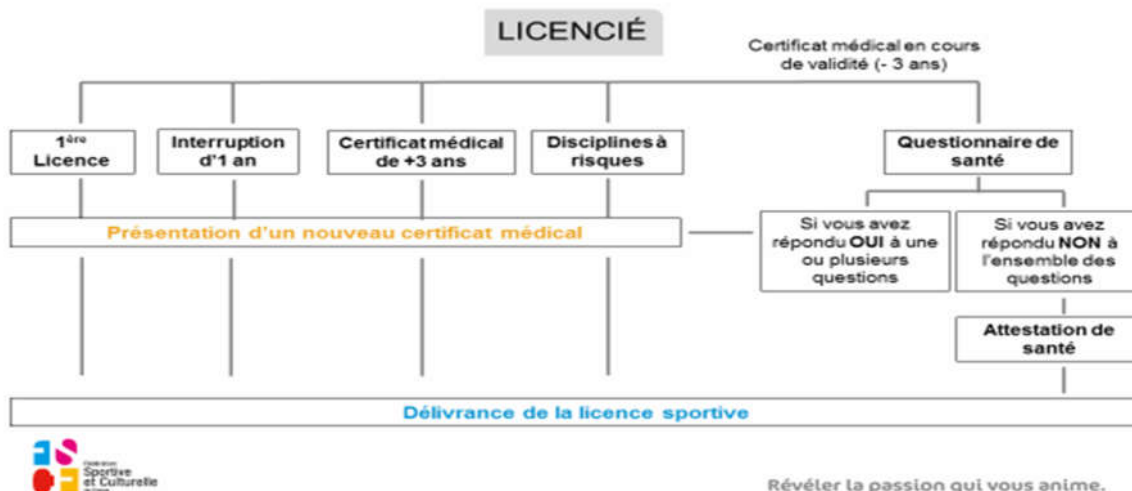 LICENCIÉ
Certificat médical en cours
de validité (- 3 ans)
1ère
Licence
Interruption
d'1 an
Certificat médical
de +3 ans
Disciplines à
risques
Questionnaire de
santé
Présentation d'un nouveau certificat médical
Si vous avez
répondu OUI à une
ou plusieurs
questions
Si vous avez
répondu NON à
l'ensemble des
questions
Attestation de
santé
Délivrance de la licence sportive
FSCF
Sportive
et Culturelle
Révéler la passion qui vous anime.